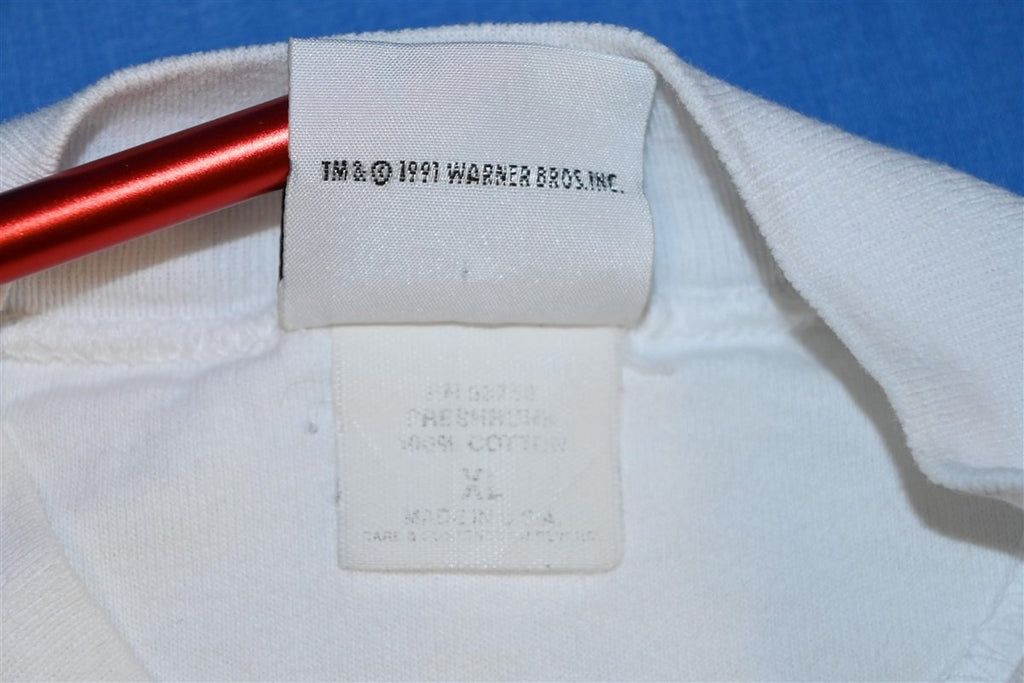 TM & © 1991 WARNER BROS. INC.
PRESHRUNK
100% COTTON
XL
MADE IN U.S.A.